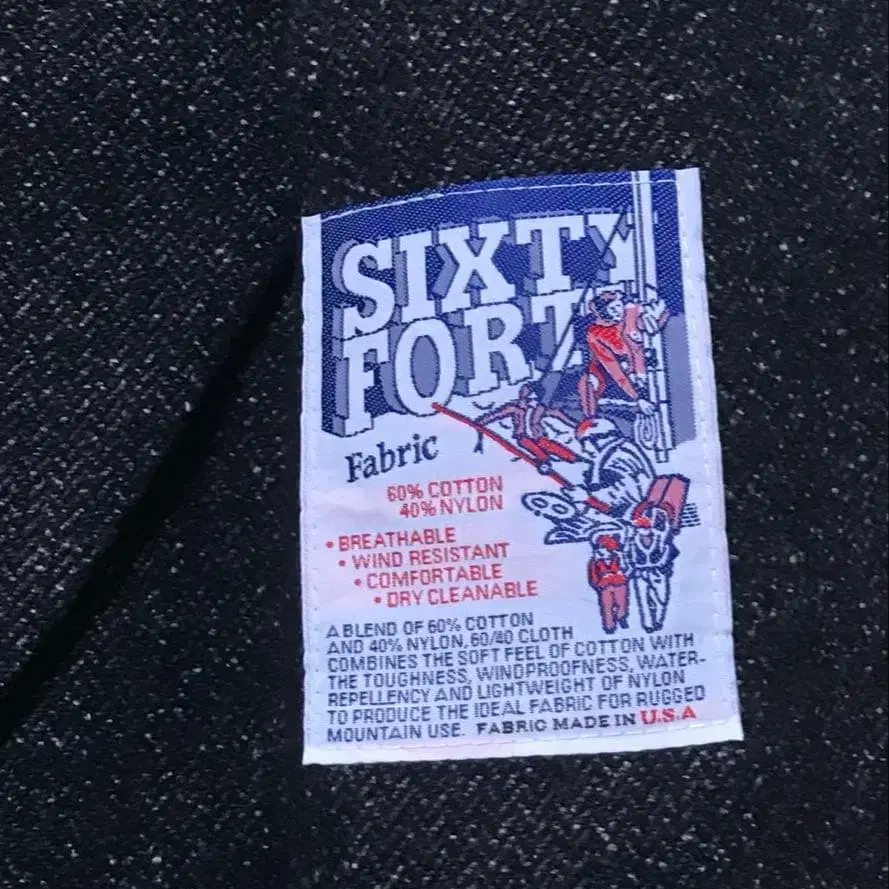 SIXTY
FORTY
Fabric
60% COTTON
40% NYLON
• BREATHABLE
• WIND RESISTANT
• COMFORTABLE
• DRY CLEANABLE
A BLEND OF 60% COTTON
AND 40% NYLON, 60/40 CLOTH
COMBINES THE SOFT FEEL OF COTTON WITH
THE TOUGHNESS, WINDPROOFNESS, WATER-
REPELLENCY AND LIGHTWEIGHT OF NYLON
TO PRODUCE THE IDEAL FABRIC FOR RUGGED
MOUNTAIN USE. FABRIC MADE IN U.S.A